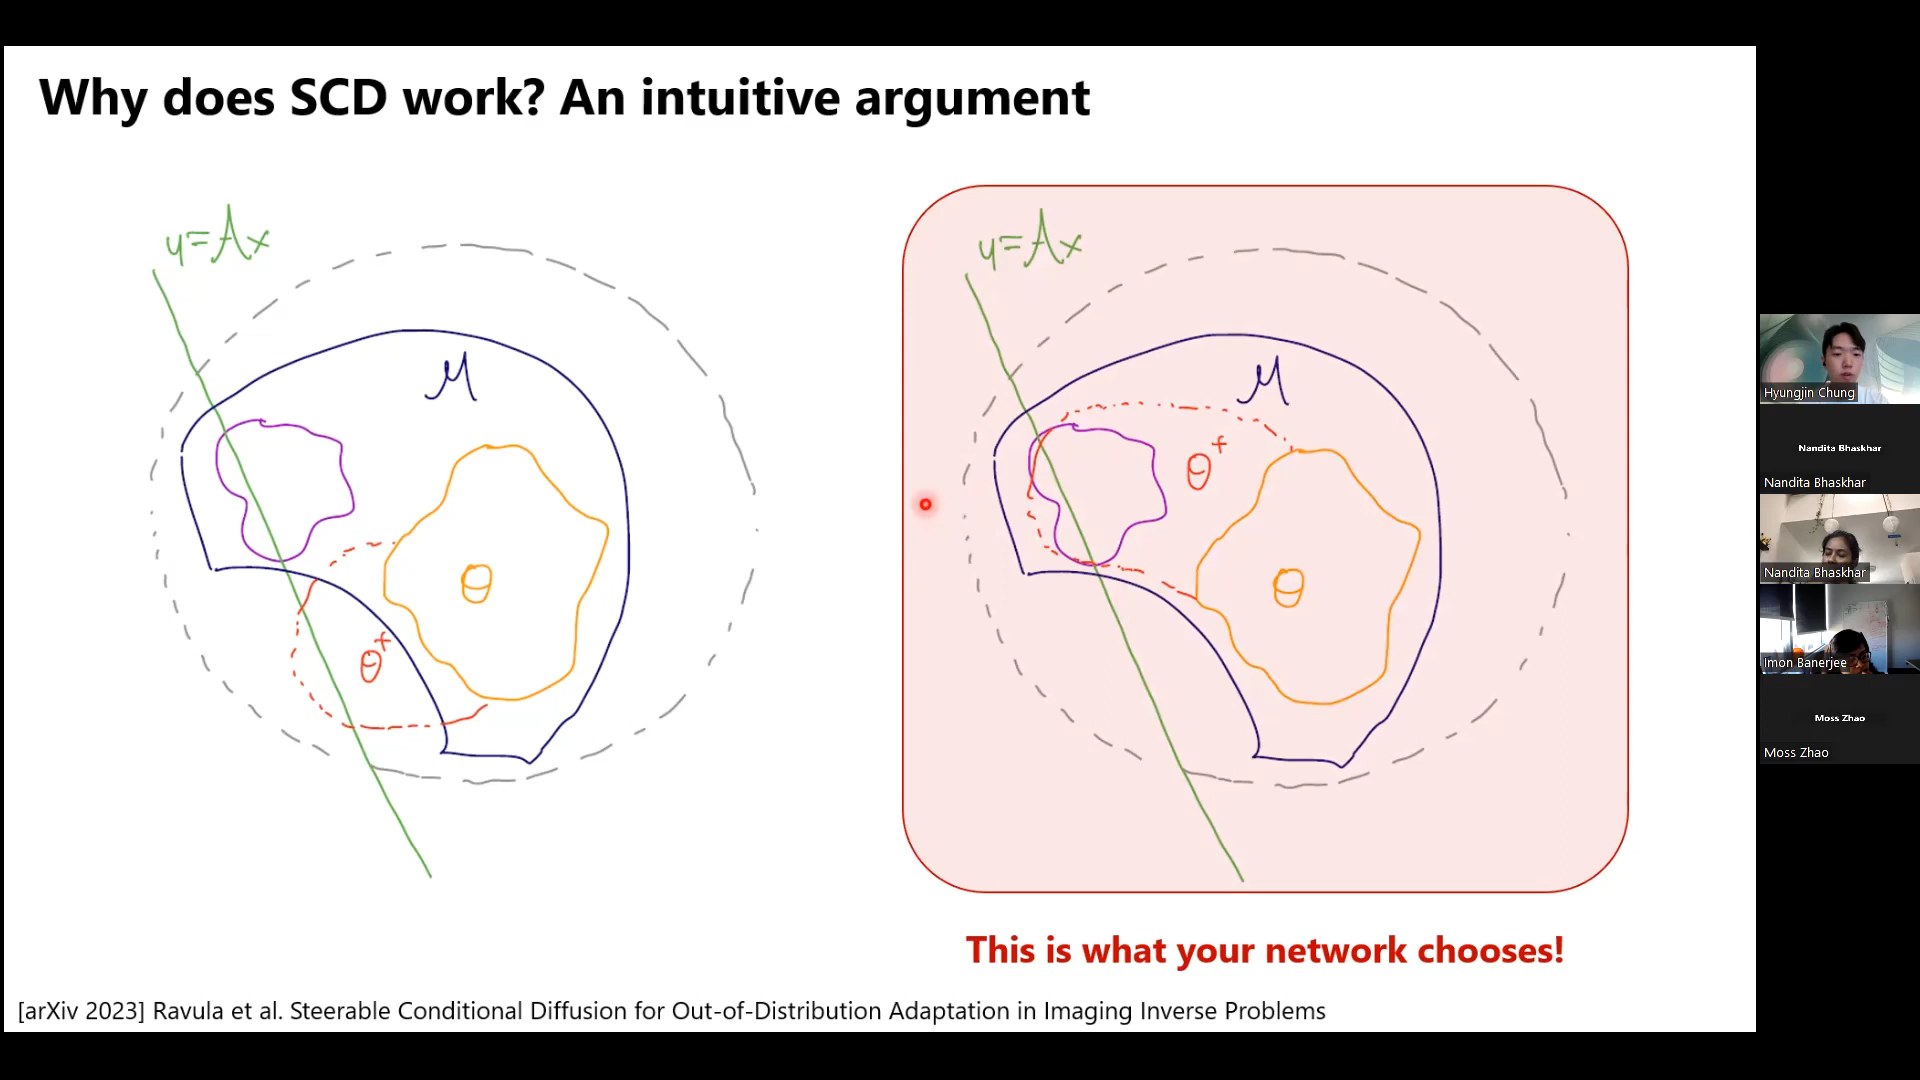 Why does SCD work? An intuitive argument
y=Ax
M
θ
θ+
y=Ax
M
θ+
θ
This is what your network chooses!
[arXiv 2023] Ravula et al. Steerable Conditional Diffusion for Out-of-Distribution Adaptation in Imaging Inverse Problems
Hyungjin Chung
Nandita Bhaskhar
Nandita Bhaskhar
Nandita Bhaskhar
Imon Banerjee
Moss Zhao
Moss Zhao